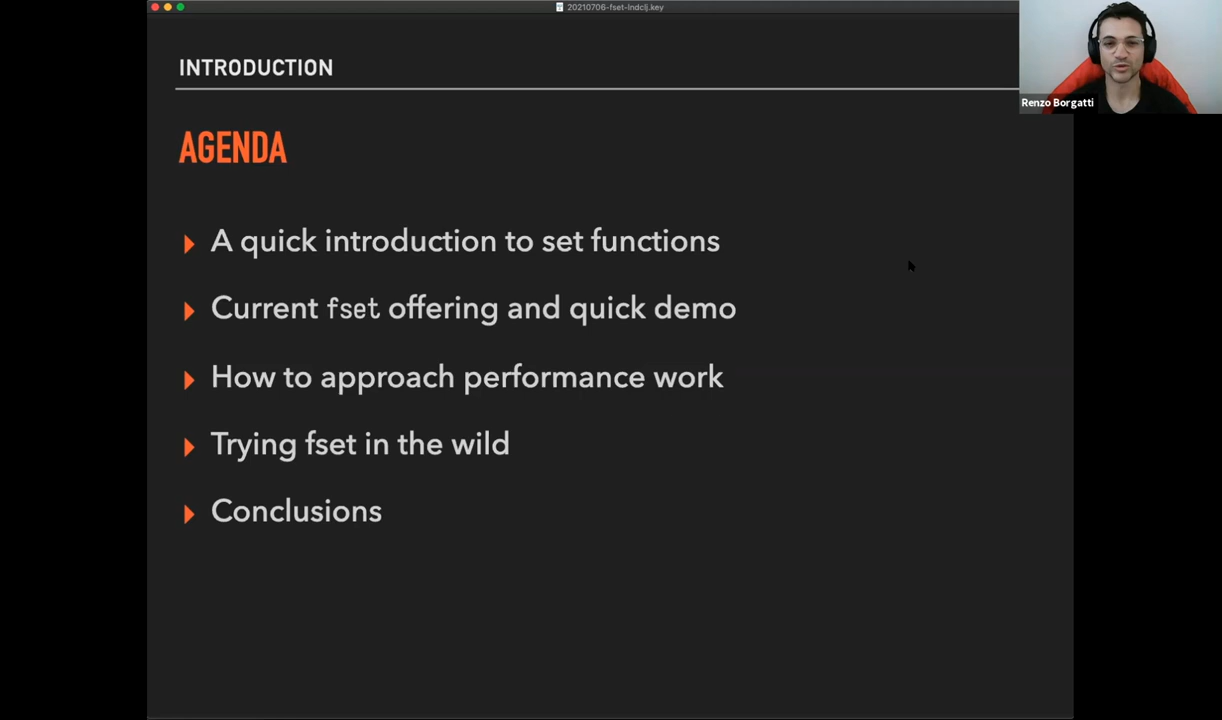 20210706-fset-lndclj.key
INTRODUCTION
Renzo Borgatti
AGENDA
A quick introduction to set functions
Current fset offering and quick demo
How to approach performance work
Trying fset in the wild
Conclusions